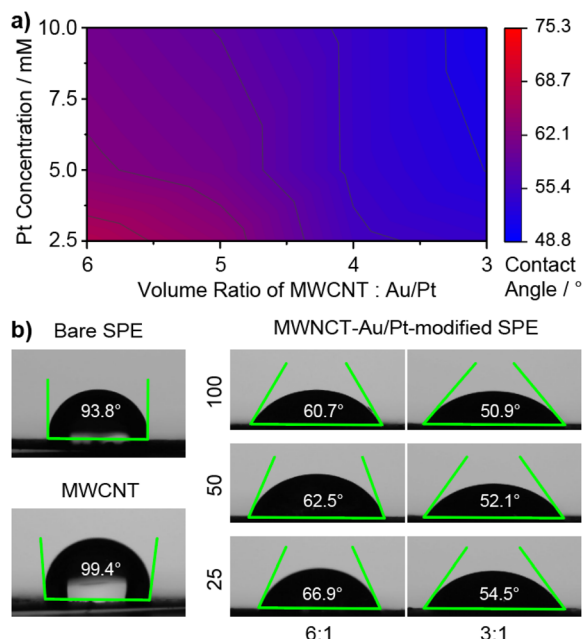 a)
Pt Concentration / mM
10.0
7.5
5.0
2.5
6
5
4
3
Volume Ratio of MWCNT : Au/Pt
75.3
68.7
62.1
55.4
48.8
Contact
Angle / °
b)
Bare SPE
93.8°
MWCNT
99.4°
MWNCT-Au/Pt-modified SPE
100
60.7°
50.9°
50
62.5°
52.1°
25
66.9°
54.5°
6:1
3:1